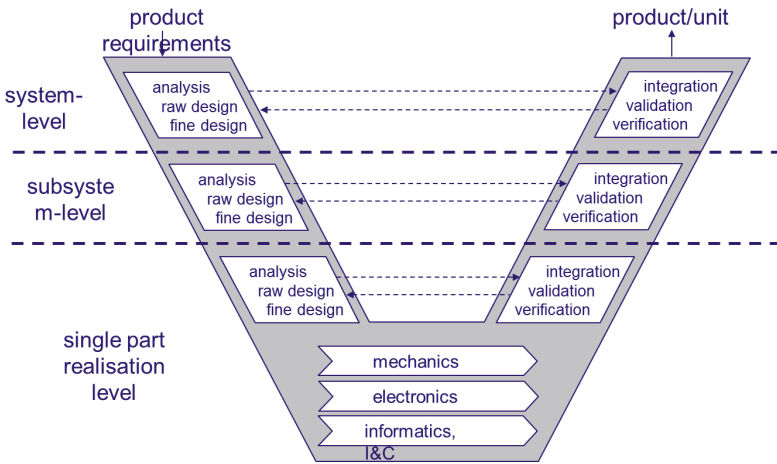 product
requirements
product/unit
system-
level
analysis
raw design
fine design
integration
validation
verification
subsyste
m-level
analysis
raw design
fine design
integration
validation
verification
analysis
raw design
fine design
integration
validation
verification
single part
realisation
level
mechanics
electronics
informatics,
I&C